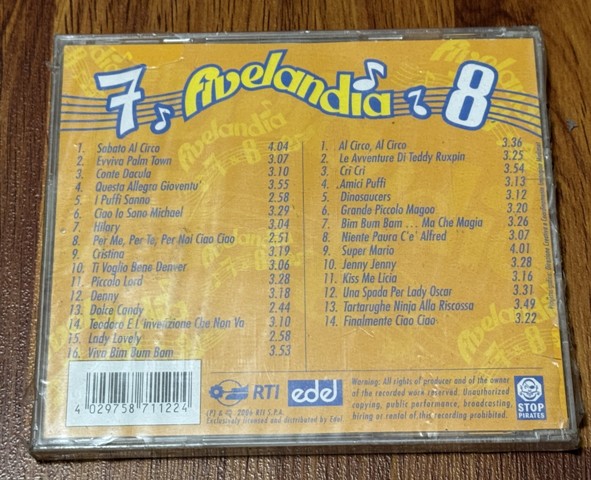 7 fivelandia 8
1. Sabato Al Circo 4.04
2. Evviva Palm Town 3.07
3. Conte Dacula 3.10
4. Questa Allegra Gioventu' 3.55
5. I Puffi Sanno 2.58
6. Ciao Io Sono Michael 3.29
7. Hilary 3.04
8. Per Me, Per Te, Per Noi Ciao Ciao 2.51
9. Cristina 3.19
10. Ti Voglio Bene Denver 3.06
11. Piccolo Lord 3.28
12. Denny 3.18
13. Dolce Candy 2.44
14. Teodoro E L'invenzione Che Non Va 3.10
15. Lady Lovely 2.58
16. Viva Bim Bum Bam 3.53
1. Al Circo, Al Circo 3.36
2. Le Avventure Di Teddy Ruxpin 3.25
3. Cri Cri 3.54
4. Amici Puffi 3.13
5. Dinosaucers 3.12
6. Grande Piccolo Magoo 3.20
7. Bim Bum Bam ... Ma Che Magia 3.26
8. Niente Paura C'e' Alfred 3.07
9. Super Mario 4.01
10. Jenny Jenny 3.28
11. Kiss Me Licia 3.16
12. Una Spada Per Lady Oscar 3.31
13. Tartarughe Ninja Alla Riscossa 3.49
14. Finalmente Ciao Ciao 3.22
4 029758 711224
RTI
edel
(P) & (C) 2006 RTI S.P.A.
Exclusively licensed and distributed by Edel
Warning: All rights of producer and of the owner
of the recorded work reserved. Unauthorized
copying, public performance, broadcasting,
hiring or rental of this recording prohibited.
STOP
PIRATES